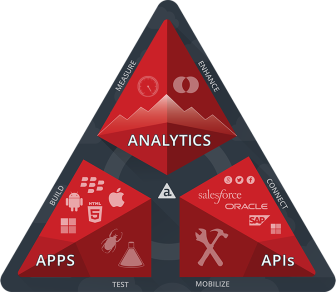 MEASURE
ENHANCE
ANALYTICS
BUILD
HTML
5
a
salesforce
ORACLE
SAP
CONNECT
APPS
APIs
TEST
MOBILIZE